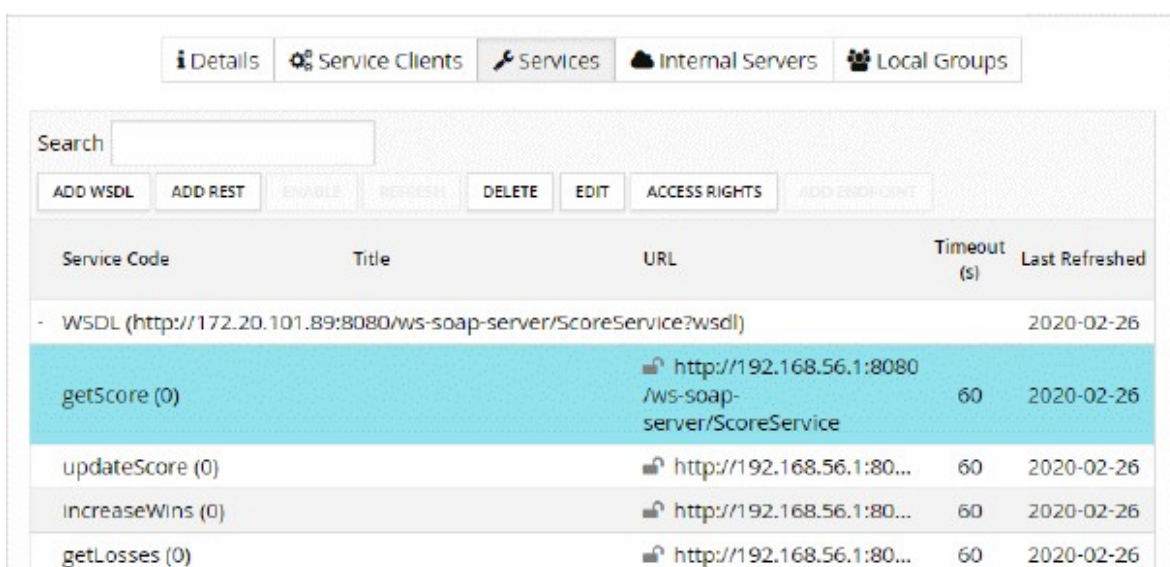 Details Service Clients Services Internal Servers Local Groups
Search
ADD WSDL ADD REST ENABLE REFRESH DELETE EDIT ACCESS RIGHTS ADD ENDPOINT
Service Code Title URL Timeout (s) Last Refreshed
- WSDL (http://172.20.101.89:8080/ws-soap-server/ScoreService?wsdl) 2020-02-26
getScore (0) http://192.168.56.1:8080
/ws-soap-
server/ScoreService 60 2020-02-26
updateScore (0) http://192.168.56.1:80... 60 2020-02-26
increaseWins (0) http://192.168.56.1:80... 60 2020-02-26
getLosses (0) http://192.168.56.1:80... 60 2020-02-26